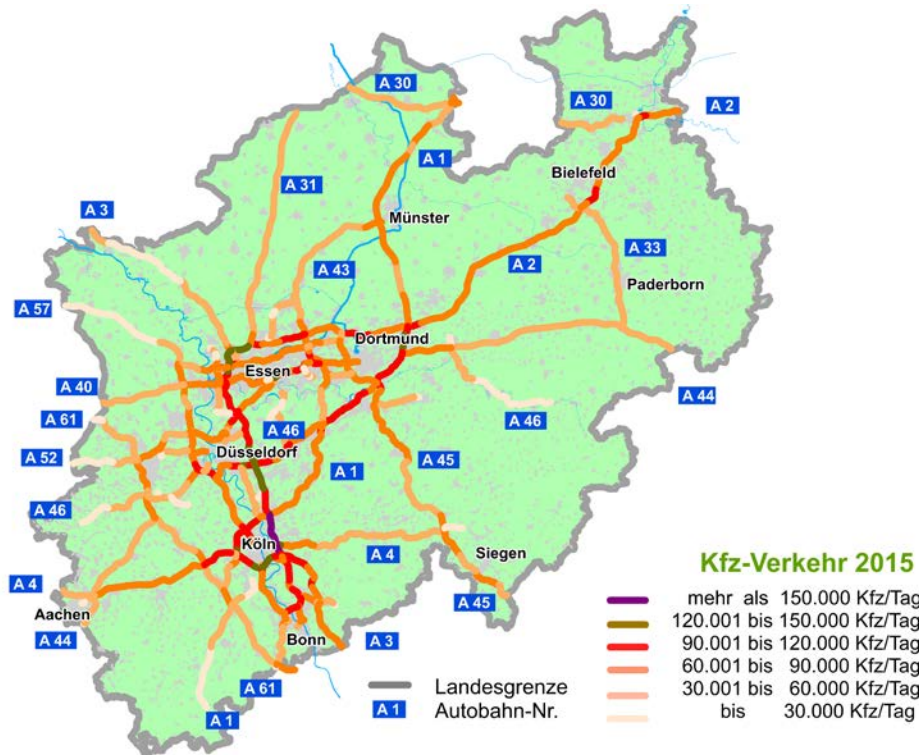 A 30
A 30
A 2
A 1
Bielefeld
A 31
A 3
Münster
A 33
A 43
A 2
Paderborn
A 57
Dortmund
Essen
A 40
A 44
A 61
A 46
A 46
Düsseldorf
A 52
A 1
A 45
A 46
Köln
A 4
Siegen
A 4
Aachen
A 45
A 44
Bonn
A 3
A 61
A 1
Kfz-Verkehr 2015
mehr als 150.000 Kfz/Tag
120.001 bis 150.000 Kfz/Tag
90.001 bis 120.000 Kfz/Tag
60.001 bis 90.000 Kfz/Tag
30.001 bis 60.000 Kfz/Tag
bis 30.000 Kfz/Tag
Landesgrenze
A 1 Autobahn-Nr.